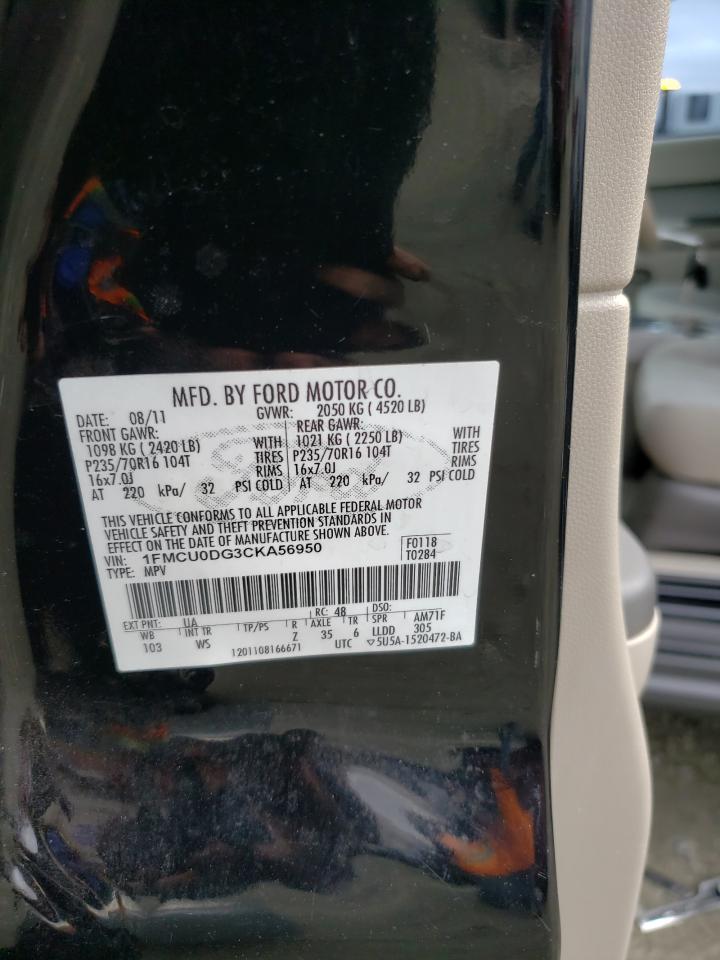 MFD. BY FORD MOTOR CO.
DATE: 08/11 GVWR: 2050 KG ( 4520 LB)
FRONT GAWR: REAR GAWR:
1098 KG ( 2420 LB) WITH 1021 KG ( 2250 LB) WITH
P235/70R16 104T TIRES P235/70R16 104T TIRES
16x7.0J RIMS 16x7.0J RIMS
AT 220 kPa/ 32 PSI COLD AT 220 kPa/ 32 PSI COLD
THIS VEHICLE CONFORMS TO ALL APPLICABLE FEDERAL MOTOR
VEHICLE SAFETY AND THEFT PREVENTION STANDARDS IN
EFFECT ON THE DATE OF MANUFACTURE SHOWN ABOVE.
VIN: 1FMCU0DG3CKA56950 F0118
TYPE: MPV T0284
EXT PNT: UA RC: 48 DSO:
WB INT TR TP/PS R AXLE TR SPR AM71F
103 WS Z 35 6 LLDD 305
1201108166671 UTC ▽5U5A-1520472-BA